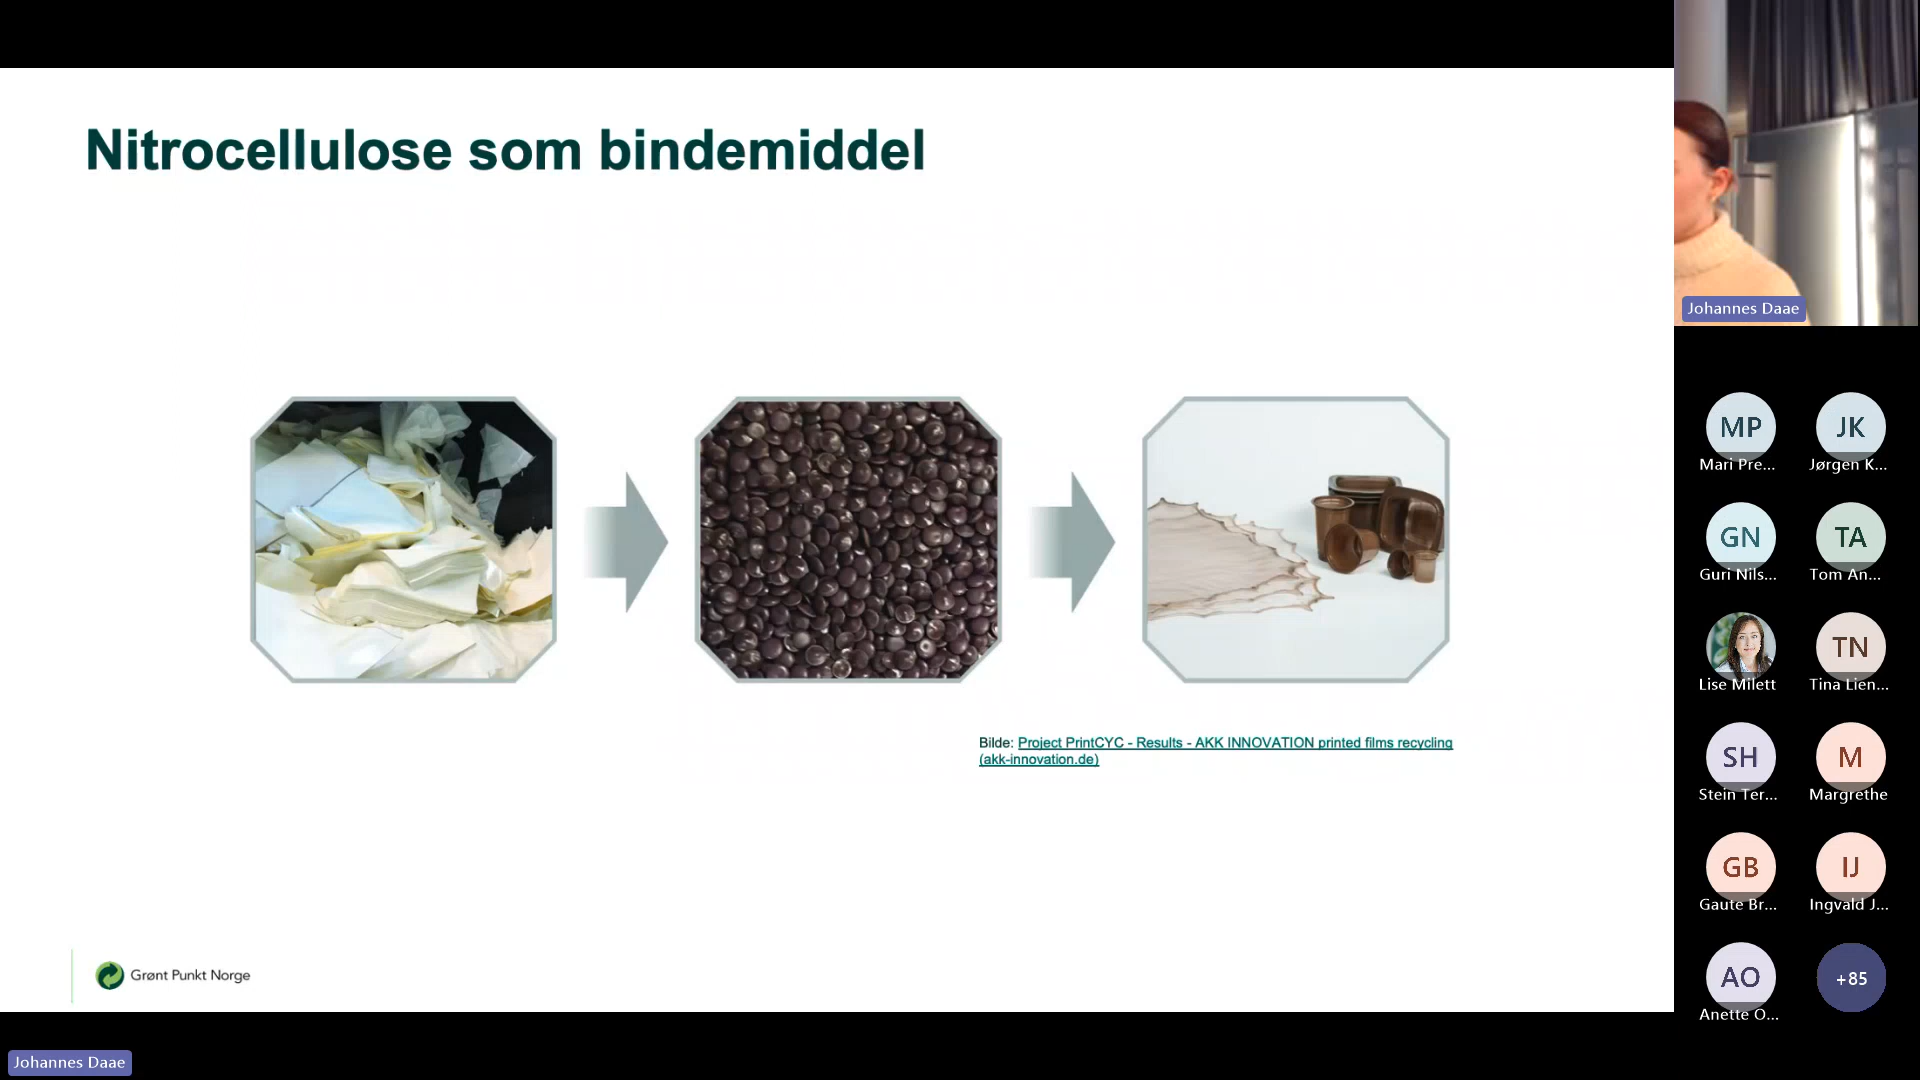 Nitrocellulose som bindemiddel
Bilde: Project PrintCYC - Results - AKK INNOVATION printed films recycling
(akk-innovation.de)
Grønt Punkt Norge
Johannes Daae
Johannes Daae
MP
Mari Pre...
JK
Jørgen K...
GN
Guri Nils...
TA
Tom An...
Lise Milett
TN
Tina Lien...
SH
Stein Ter...
M
Margrethe
GB
Gaute Br...
IJ
Ingvald J...
AO
Anette O...
+85